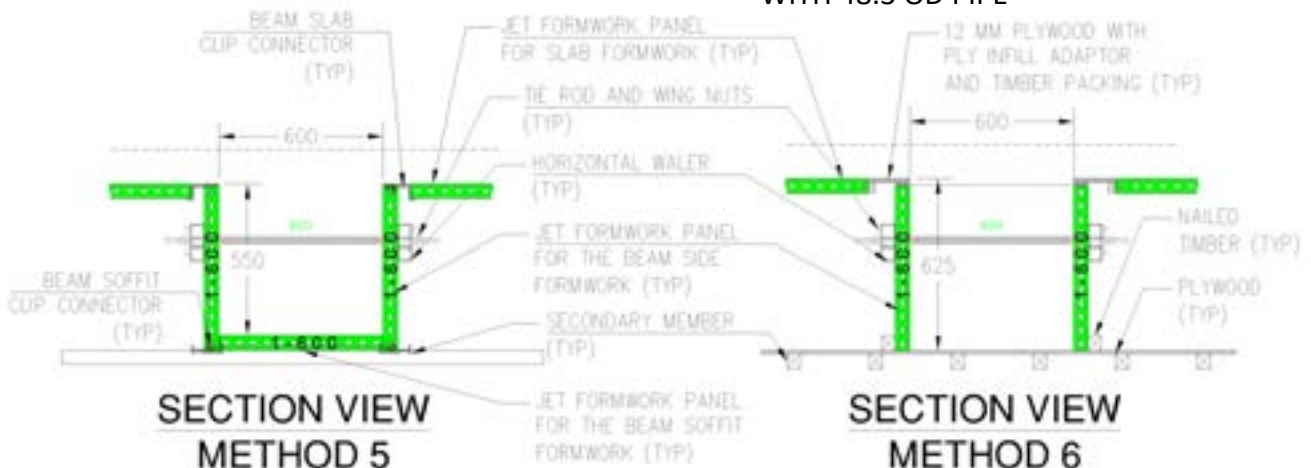 WITH 48.3 OD PIPE
BEAM SLAB
CLIP CONNECTOR
(TYP)
JET FORMWORK PANEL
FOR SLAB FORMWORK (TYP)
12 MM PLYWOOD WITH
PLY INFILL ADAPTOR
AND TIMBER PACKING (TYP)
TIE ROD AND WING NUTS
(TYP)
600
600
HORIZONTAL WALER
(TYP)
NAILED
TIMBER (TYP)
600
600
1-600
1-600
1-600
1-600
550
625
JET FORMWORK PANEL
FOR THE BEAM SIDE
FORMWORK (TYP)
BEAM SOFFIT
CLIP CONNECTOR
(TYP)
PLYWOOD
(TYP)
SECONDARY MEMBER
(TYP)
1-600
JET FORMWORK PANEL
FOR THE BEAM SOFFIT
FORMWORK (TYP)
SECTION VIEW
METHOD 5
SECTION VIEW
METHOD 6